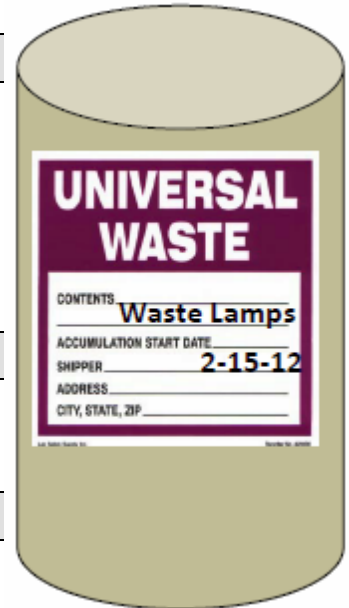 UNIVERSAL
WASTE
CONTENTS
Waste Lamps
ACCUMULATION START DATE
SHIPPER 2-15-12
ADDRESS
CITY, STATE, ZIP